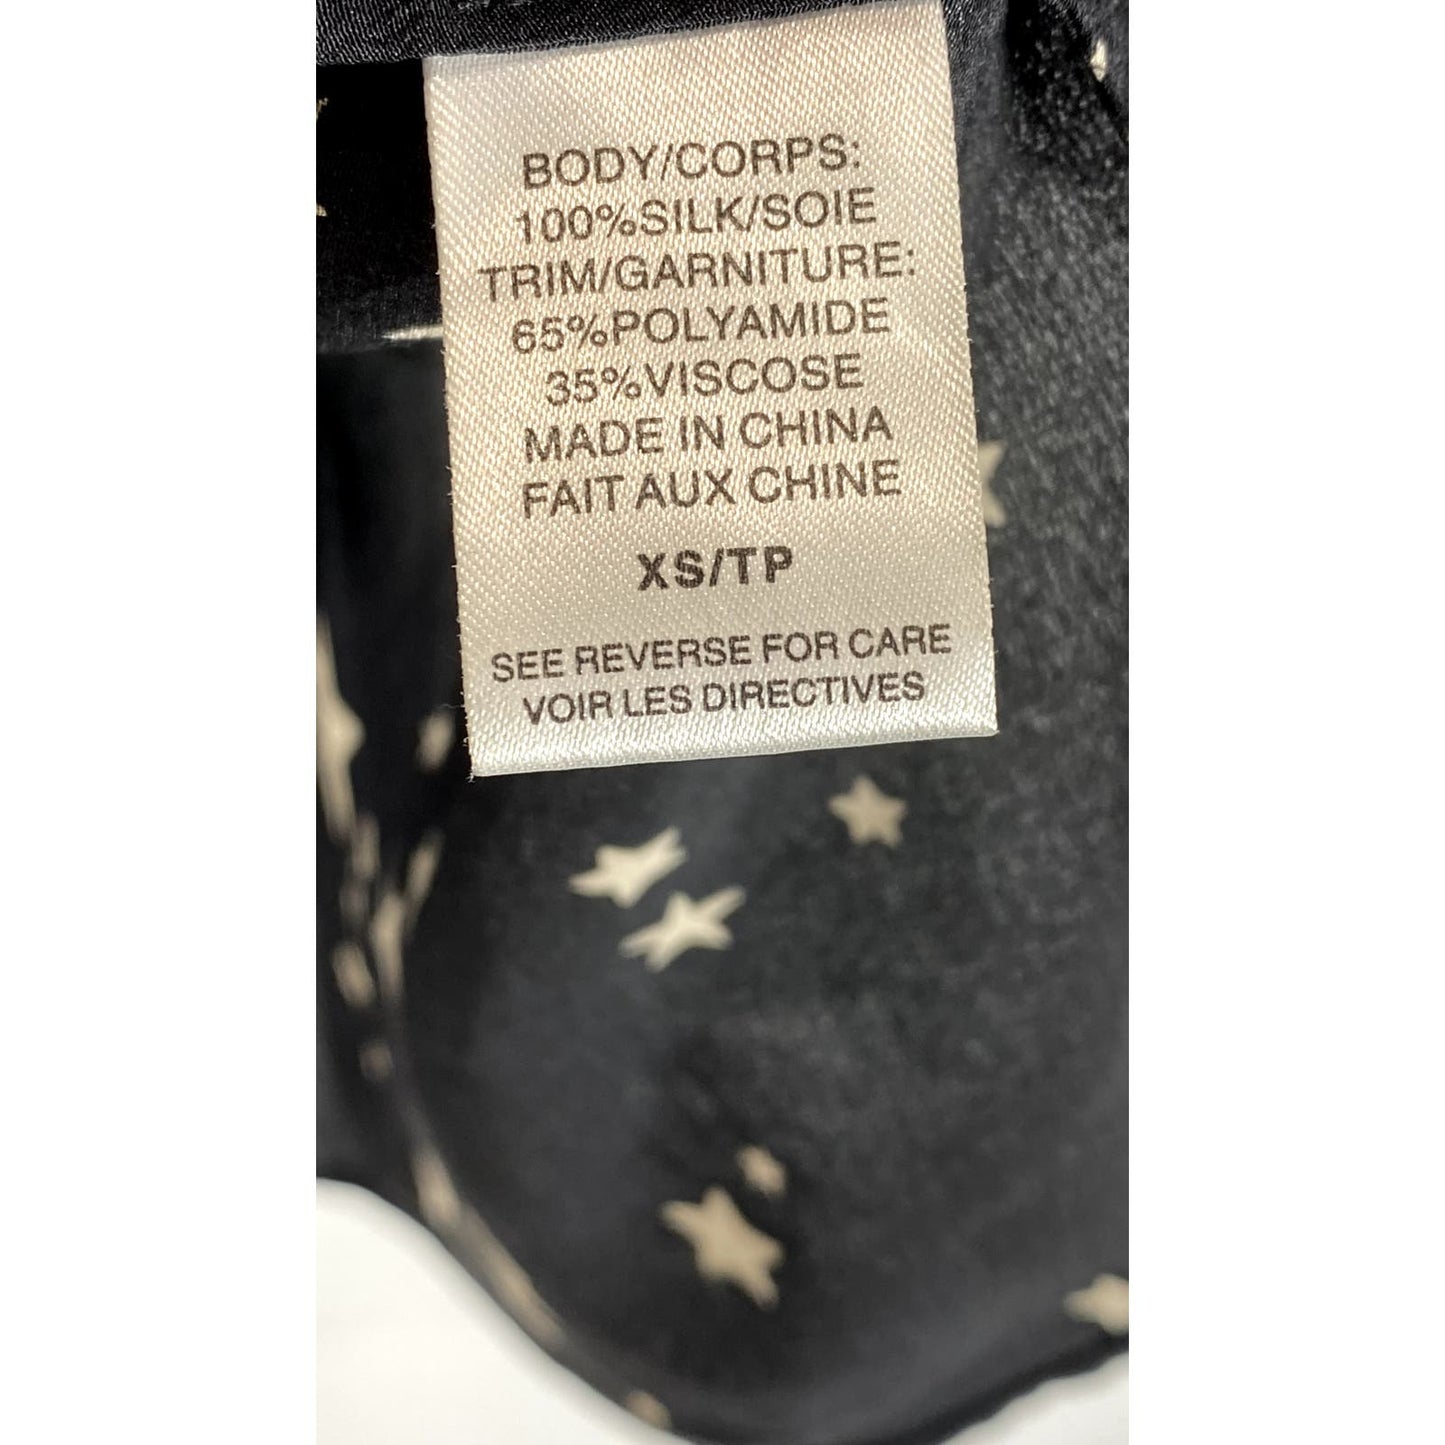 BODY/CORPS:
100%SILK/SOIE
TRIM/GARNITURE:
65%POLYAMIDE
35%VISCOSE
MADE IN CHINA
FAIT AUX CHINE
XS/TP
SEE REVERSE FOR CARE
VOIR LES DIRECTIVES